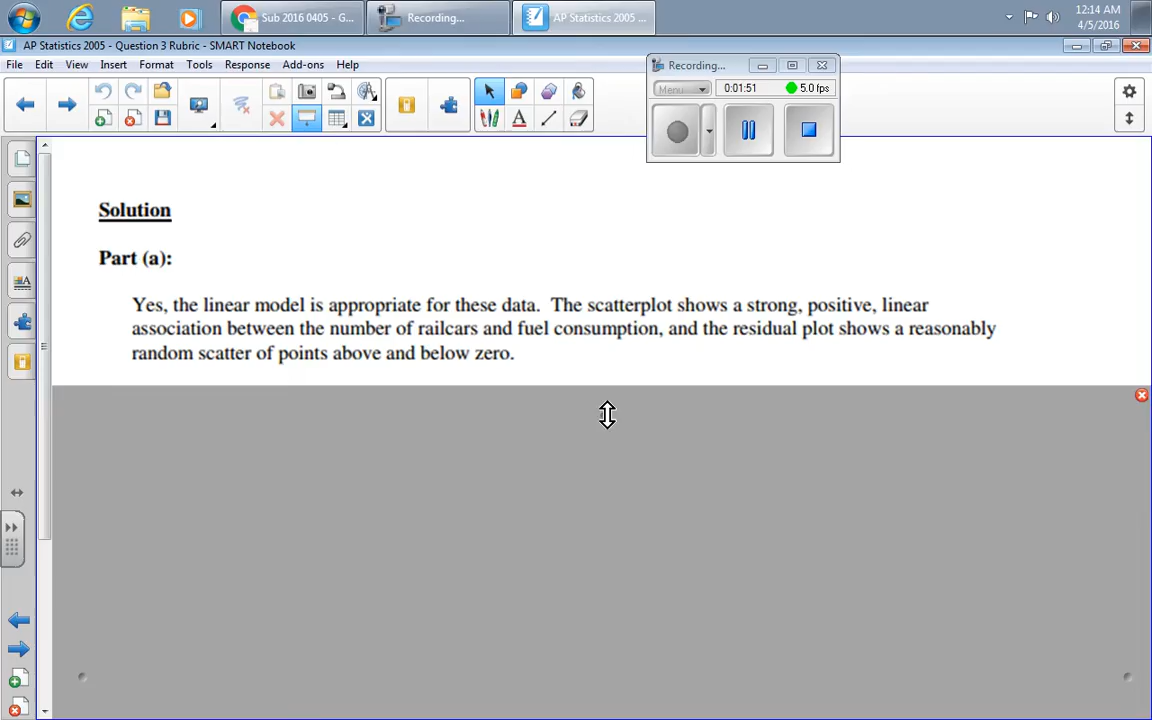 Sub 2016 0405 - G...
Recording...
AP Statistics 2005 ...
12:14 AM
4/5/2016
AP Statistics 2005 - Question 3 Rubric - SMART Notebook
File Edit View Insert Format Tools Response Add-ons Help
Recording...
Menu
0:01:51
5.0 fps
Solution
Part (a):
Yes, the linear model is appropriate for these data. The scatterplot shows a strong, positive, linear
association between the number of railcars and fuel consumption, and the residual plot shows a reasonably
random scatter of points above and below zero.